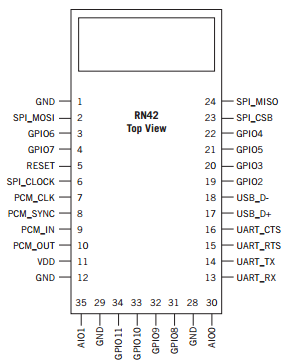 RN42
Top View
GND 1
SPI_MOSI 2
GPIO6 3
GPIO7 4
RESET 5
SPI_CLOCK 6
PCM_CLK 7
PCM_SYNC 8
PCM_IN 9
PCM_OUT 10
VDD 11
GND 12
24 SPI_MISO
23 SPI_CSB
22 GPIO4
21 GPIO5
20 GPIO3
19 GPIO2
18 USB_D-
17 USB_D+
16 UART_CTS
15 UART_RTS
14 UART_TX
13 UART_RX
35 29 34 33 32 31 28 30
AIO1
GND
GPIO11
GPIO10
GPIO9
GPIO8
GND
AIO0